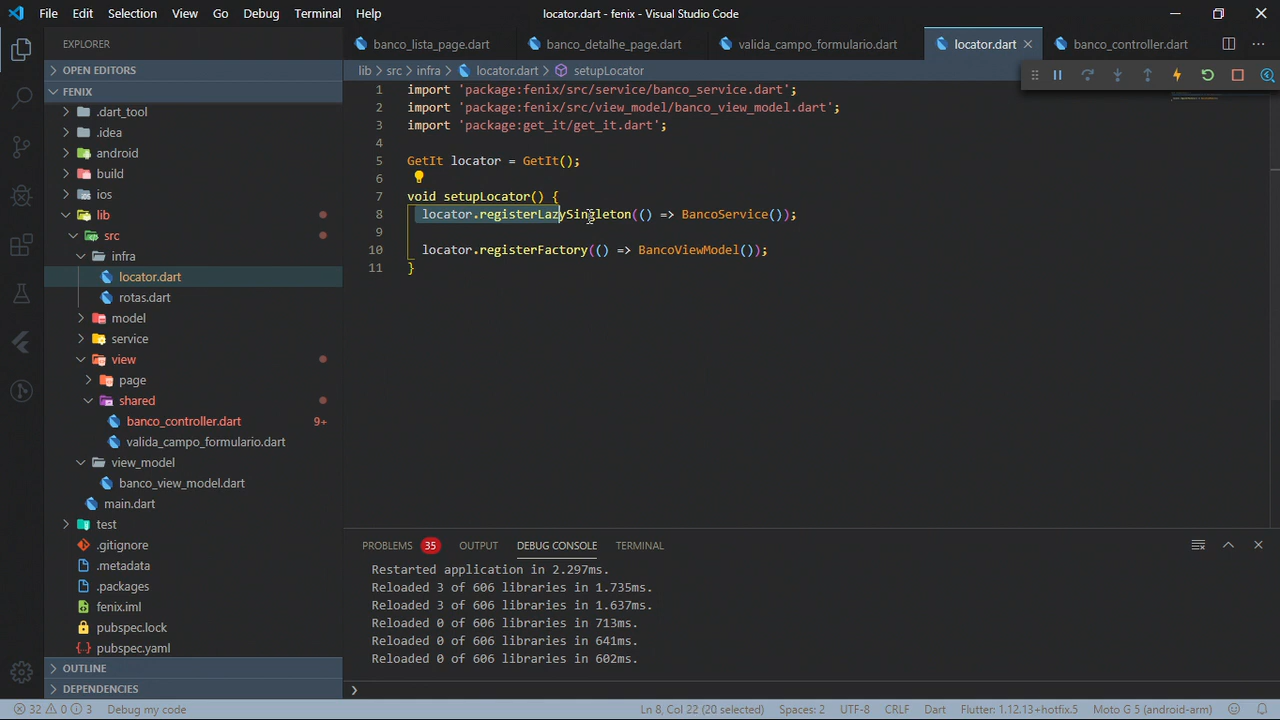 File Edit Selection View Go Debug Terminal Help locator.dart - fenix - Visual Studio Code
EXPLORER
banco_lista_page.dart banco_detalhe_page.dart valida_campo_formulario.dart locator.dart banco_controller.dart
OPEN EDITORS
lib > src > infra > locator.dart > setupLocator
FENIX
.dart_tool
.idea
android
build
ios
lib
src
infra
locator.dart
rotas.dart
model
service
view
page
shared
banco_controller.dart 9+
valida_campo_formulario.dart
view_model
banco_view_model.dart
main.dart
test
.gitignore
.metadata
.packages
fenix.iml
pubspec.lock
pubspec.yaml
OUTLINE
DEPENDENCIES
1 import 'package:fenix/src/service/banco_service.dart';
2 import 'package:fenix/src/view_model/banco_view_model.dart';
3 import 'package:get_it/get_it.dart';
4
5 GetIt locator = GetIt();
6
7 void setupLocator() {
8 locator.registerLazySingleton(() => BancoService());
9
10 locator.registerFactory(() => BancoViewModel());
11 }
PROBLEMS 35 OUTPUT DEBUG CONSOLE TERMINAL
Restarted application in 2.297ms.
Reloaded 3 of 606 libraries in 1.735ms.
Reloaded 3 of 606 libraries in 1.637ms.
Reloaded 0 of 606 libraries in 713ms.
Reloaded 0 of 606 libraries in 641ms.
Reloaded 0 of 606 libraries in 602ms.
32 0 3 Debug my code Ln 8, Col 22 (20 selected) Spaces: 2 UTF-8 CRLF Dart Flutter: 1.12.13+hotfix.5 Moto G 5 (android-arm)